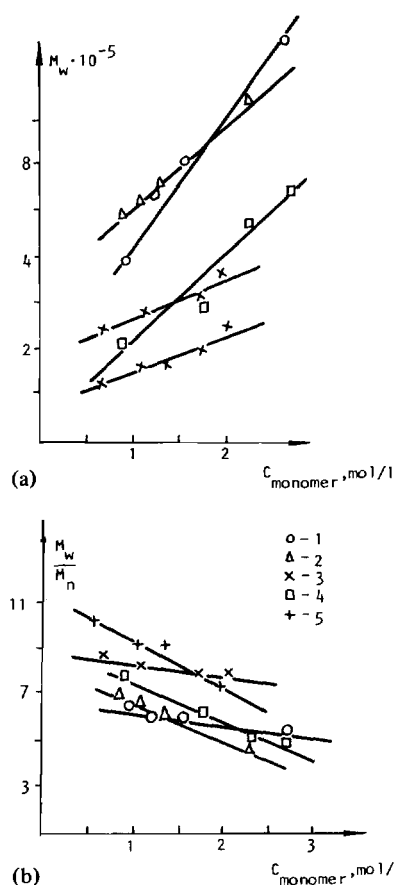 M_w · 10⁻⁵
8
4
2
1 2
(a)
C_monomer, mol/l
M_w
M_n
11
7
3
o - 1
Δ - 2
x - 3
□ - 4
+ - 5
1 2 3
(b)
C_monomer, mol/